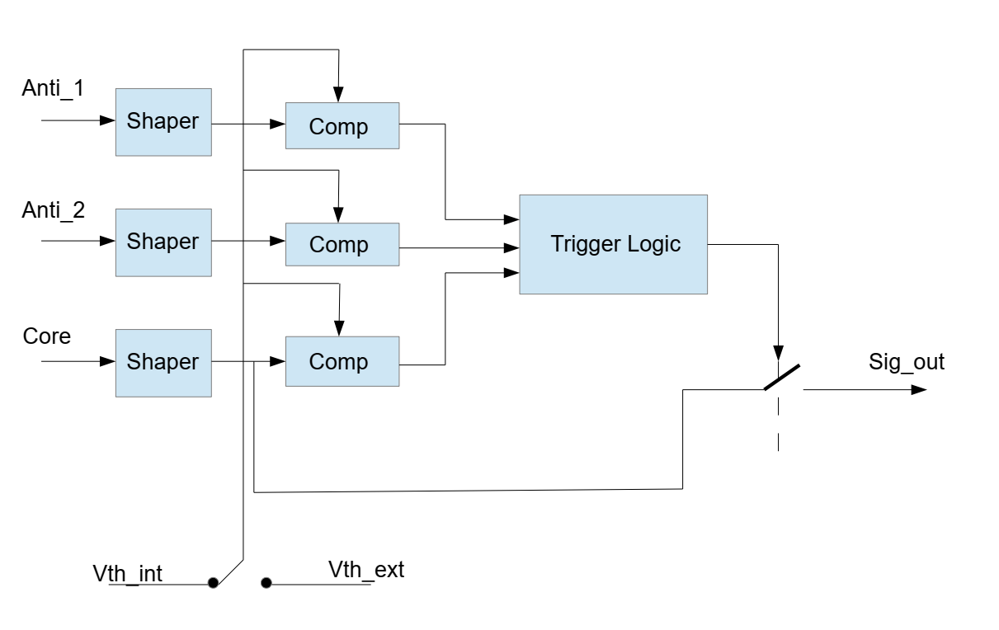 Anti_1
Shaper
Comp
Anti_2
Shaper
Comp
Trigger Logic
Core
Shaper
Comp
Sig_out
Vth_int
Vth_ext